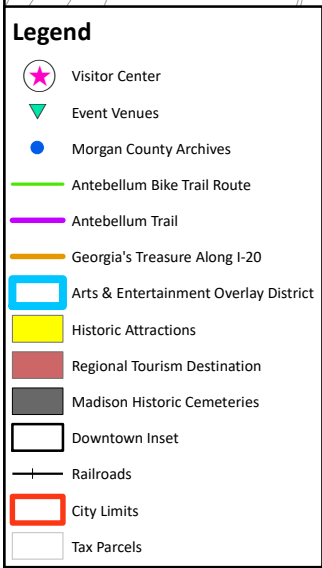 Legend
Visitor Center
Event Venues
Morgan County Archives
Antebellum Bike Trail Route
Antebellum Trail
Georgia's Treasure Along I-20
Arts & Entertainment Overlay District
Historic Attractions
Regional Tourism Destination
Madison Historic Cemeteries
Downtown Inset
Railroads
City Limits
Tax Parcels